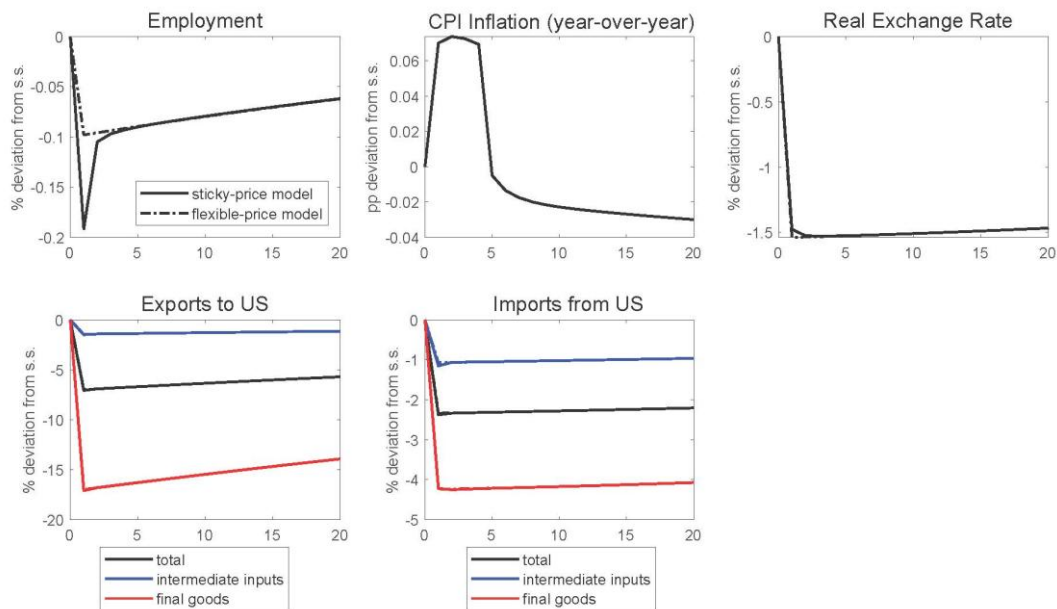 Employment
% deviation from s.s.
0
-0.05
-0.1
-0.15
-0.2
sticky-price model
flexible-price model
0 5 10 15 20
CPI Inflation (year-over-year)
pp deviation from s.s.
0.06
0.04
0.02
0
-0.02
-0.04
0 5 10 15 20
Real Exchange Rate
% deviation from s.s.
0
-0.5
-1
-1.5
0 5 10 15 20
Exports to US
% deviation from s.s.
0
-5
-10
-15
-20
0 5 10 15 20
total
intermediate inputs
final goods
Imports from US
% deviation from s.s.
0
-1
-2
-3
-4
-5
0 5 10 15 20
total
intermediate inputs
final goods